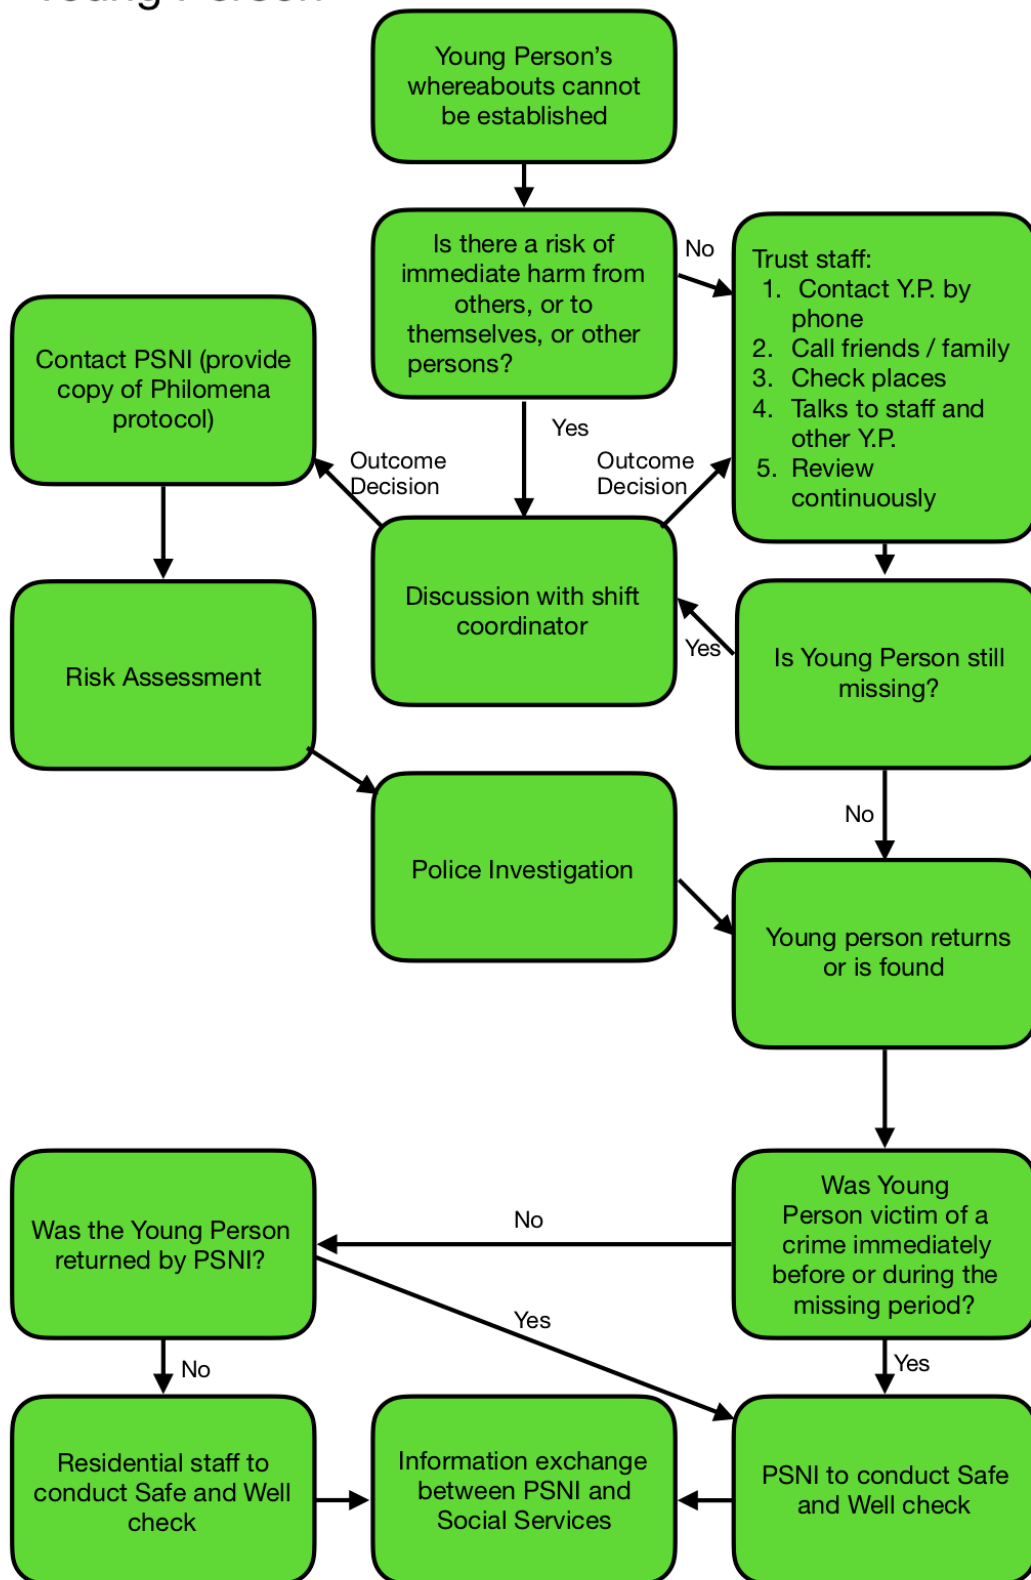 Young Person
Young Person's
whereabouts cannot
be established
Is there a risk of
immediate harm from
others, or to
themselves, or other
persons?
No
Trust staff:
1. Contact Y.P. by
phone
2. Call friends / family
3. Check places
4. Talks to staff and
other Y.P.
5. Review
continuously
Contact PSNI (provide
copy of Philomena
protocol)
Yes
Outcome
Decision
Outcome
Decision
Discussion with shift
coordinator
Yes
Is Young Person still
missing?
Risk Assessment
No
Police Investigation
Young person returns
or is found
Was Young
Person victim of a
crime immediately
before or during the
missing period?
No
Was the Young Person
returned by PSNI?
Yes
Yes
No
Residential staff to
conduct Safe and Well
check
Information exchange
between PSNI and
Social Services
PSNI to conduct Safe
and Well check